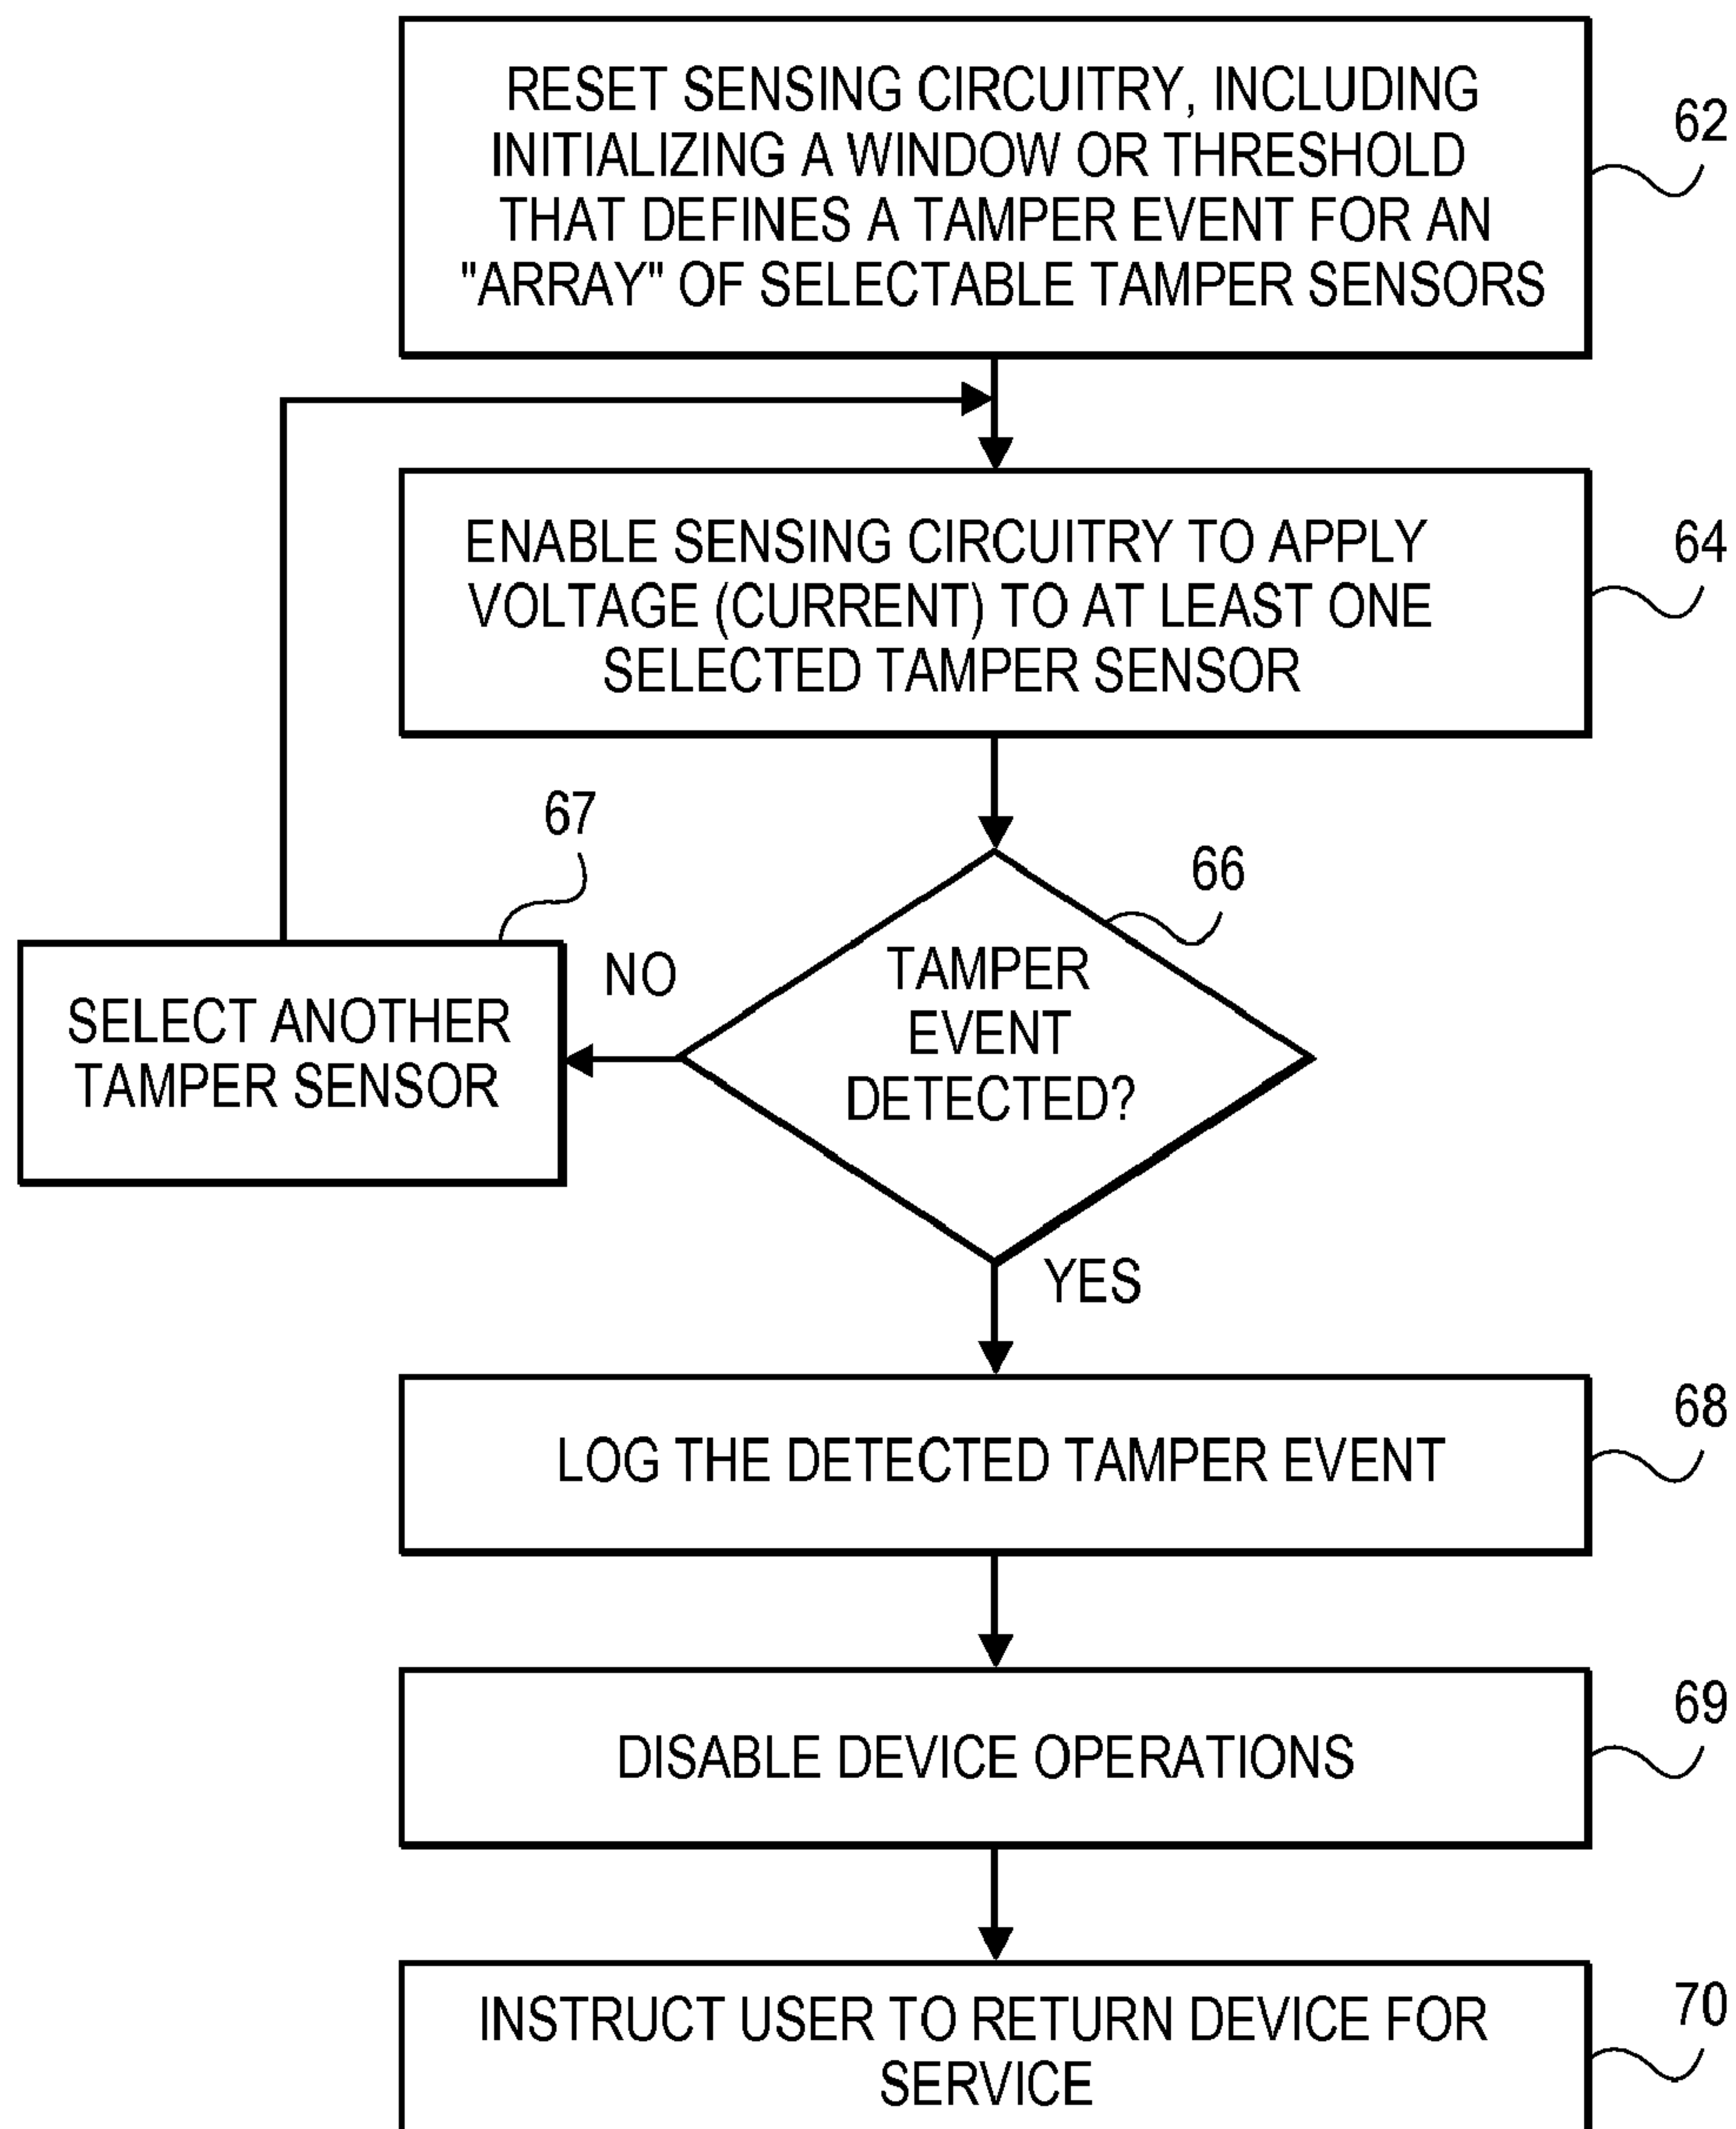 RESET SENSING CIRCUITRY, INCLUDING
INITIALIZING A WINDOW OR THRESHOLD
THAT DEFINES A TAMPER EVENT FOR AN
"ARRAY" OF SELECTABLE TAMPER SENSORS
62
ENABLE SENSING CIRCUITRY TO APPLY
VOLTAGE (CURRENT) TO AT LEAST ONE
SELECTED TAMPER SENSOR
64
67
66
TAMPER
EVENT
DETECTED?
NO
SELECT ANOTHER
TAMPER SENSOR
YES
LOG THE DETECTED TAMPER EVENT
68
DISABLE DEVICE OPERATIONS
69
INSTRUCT USER TO RETURN DEVICE FOR
SERVICE
70